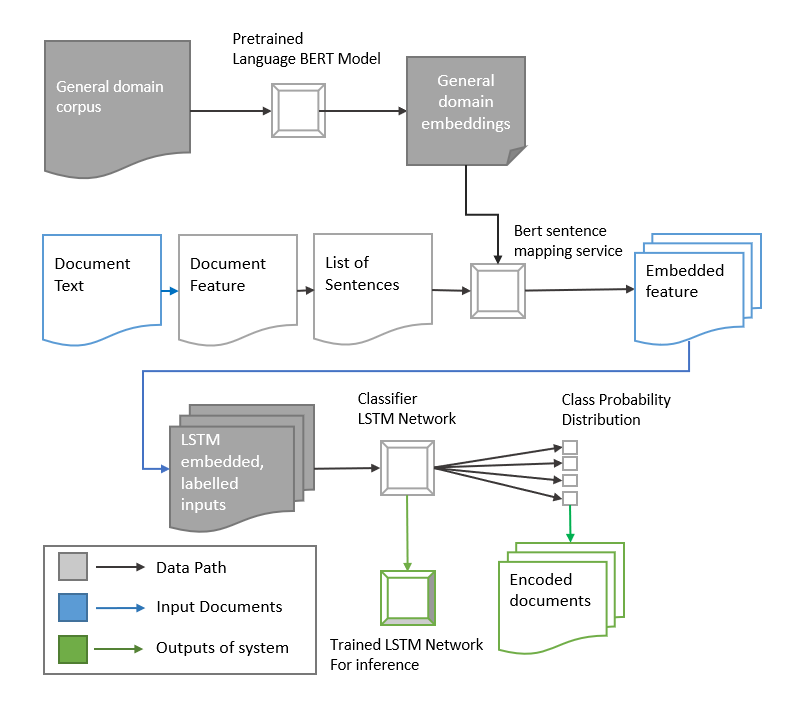 Pretrained
Language BERT Model
General domain
corpus
General
domain
embeddings
Bert sentence
mapping service
Document
Text
Document
Feature
List of
Sentences
Embedded
feature
Classifier
LSTM Network
Class Probability
Distribution
LSTM
embedded,
labelled
inputs
Data Path
Input Documents
Outputs of system
Trained LSTM Network
For inference
Encoded
documents